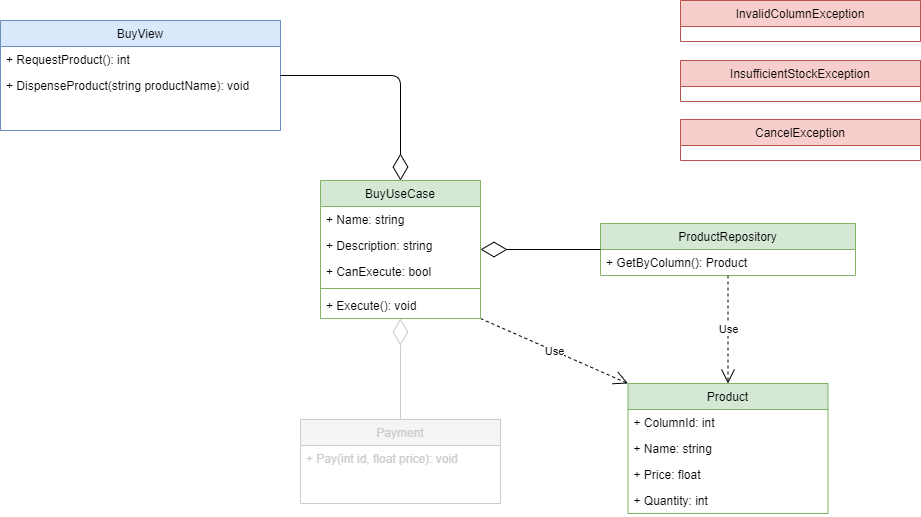 BuyView
+ RequestProduct(): int
+ DispenseProduct(string productName): void
InvalidColumnException
InsufficientStockException
CancelException
BuyUseCase
+ Name: string
+ Description: string
+ CanExecute: bool
+ Execute(): void
ProductRepository
+ GetByColumn(): Product
Use
Use
Payment
+ Pay(int id, float price): void
Product
+ ColumnId: int
+ Name: string
+ Price: float
+ Quantity: int